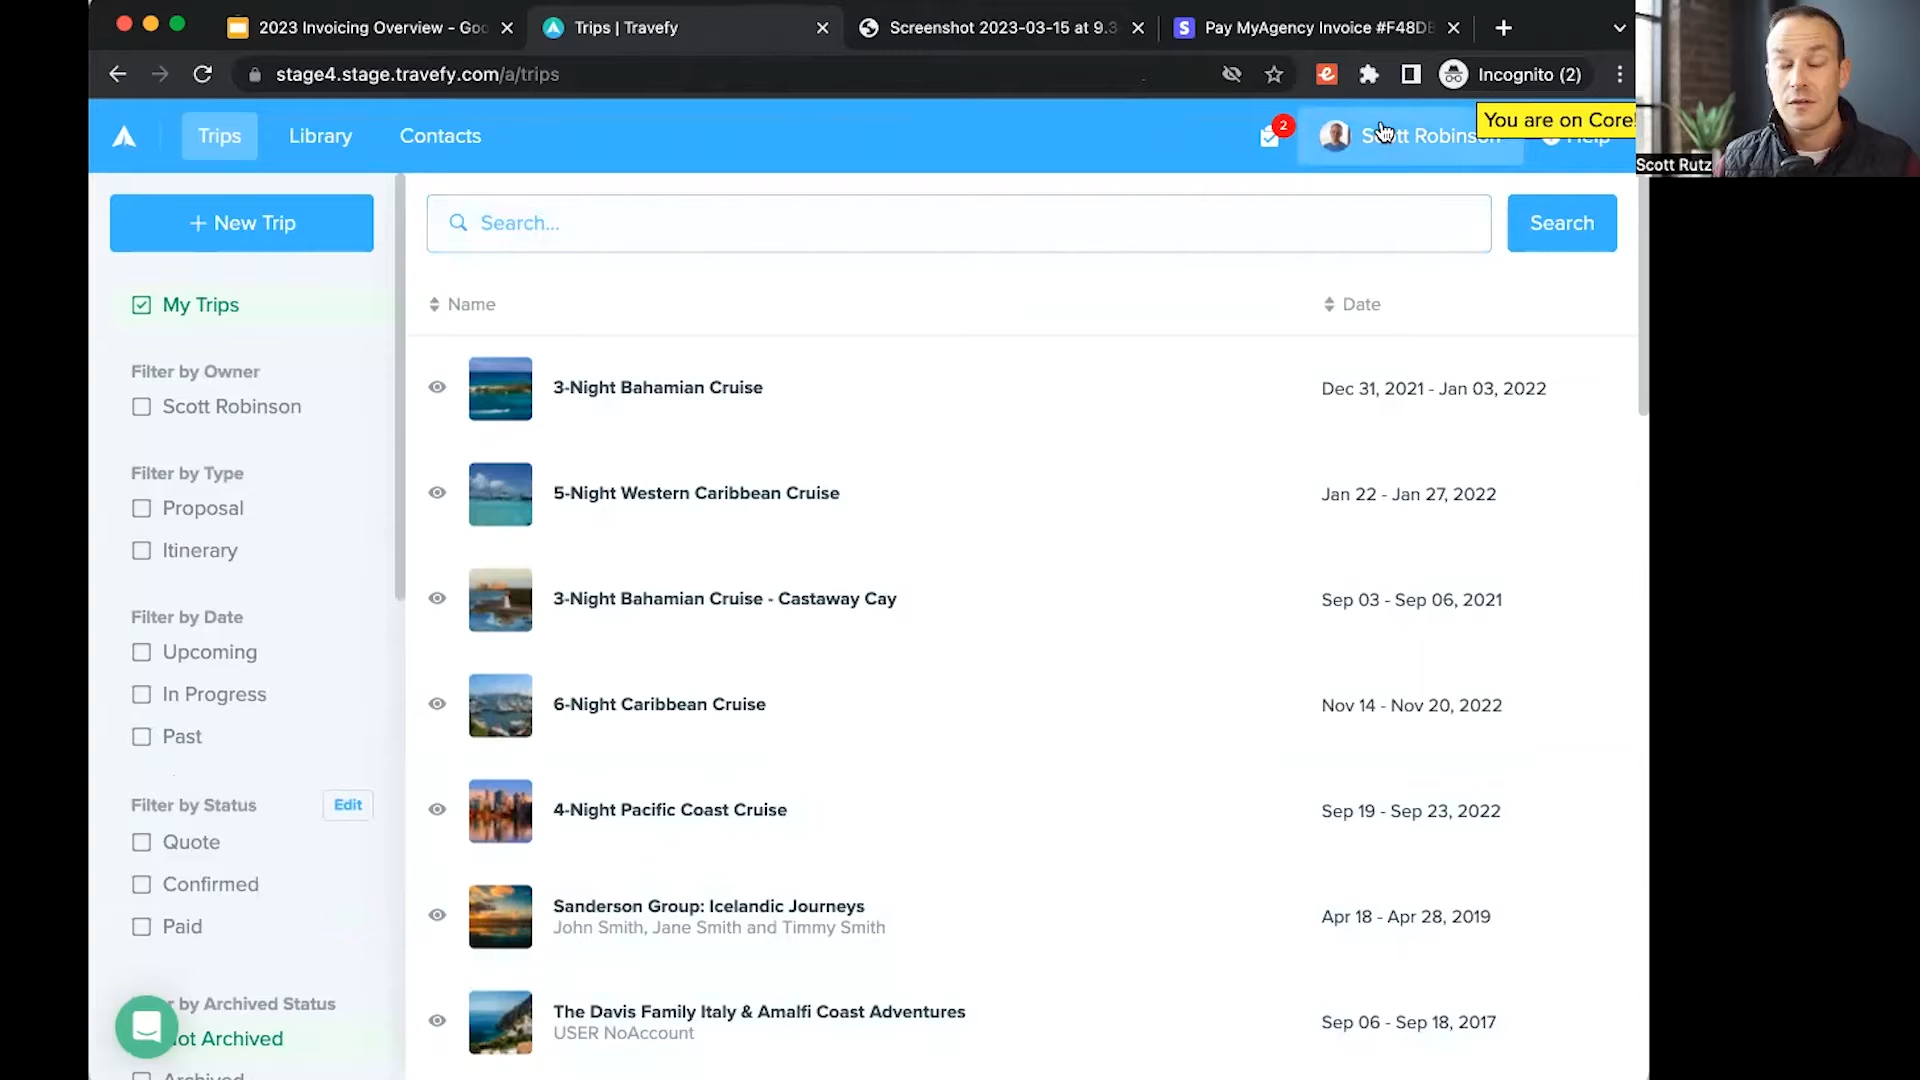 2023 Invoicing Overview - Goo
Trips | Travefy
Screenshot 2023-03-15 at 9.3
Pay MyAgency Invoice #F48D
stage4.stage.travefy.com/a/trips
Incognito (2)
Trips
Library
Contacts
2
Scott Robinson
You are on Core!
Help
Scott Rutz
+ New Trip
Search...
Search
My Trips
Name
Date
Filter by Owner
Scott Robinson
Filter by Type
Proposal
Itinerary
Filter by Date
Upcoming
In Progress
Past
Filter by Status
Edit
Quote
Confirmed
Paid
r by Archived Status
Not Archived
Archived
3-Night Bahamian Cruise
Dec 31, 2021 - Jan 03, 2022
5-Night Western Caribbean Cruise
Jan 22 - Jan 27, 2022
3-Night Bahamian Cruise - Castaway Cay
Sep 03 - Sep 06, 2021
6-Night Caribbean Cruise
Nov 14 - Nov 20, 2022
4-Night Pacific Coast Cruise
Sep 19 - Sep 23, 2022
Sanderson Group: Icelandic Journeys
John Smith, Jane Smith and Timmy Smith
Apr 18 - Apr 28, 2019
The Davis Family Italy & Amalfi Coast Adventures
USER NoAccount
Sep 06 - Sep 18, 2017